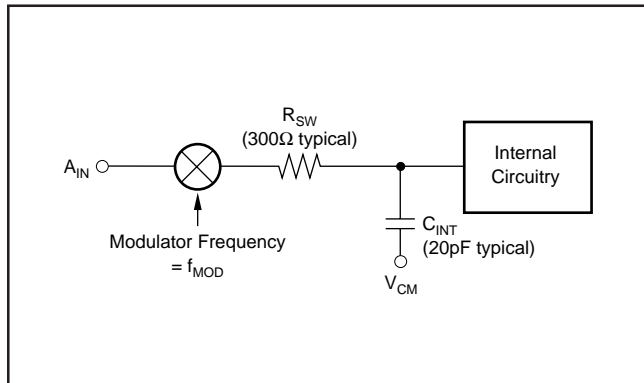 R_SW
(300Ω typical)
A_IN
Internal
Circuitry
Modulator Frequency
= f_MOD
C_INT
(20pF typical)
V_CM